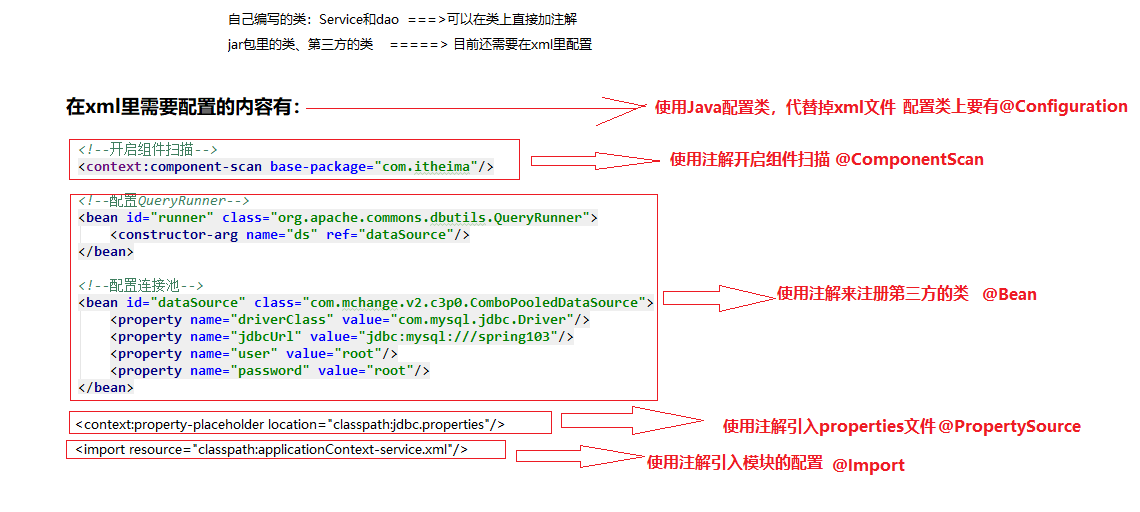 自己编写的类：Service和dao ===>可以在类上直接加注解
jar包里的类、第三方的类 =====> 目前还需要在xml里配置
在xml里需要配置的内容有：
使用Java配置类，代替掉xml文件 配置类上要有@Configuration
<!--开启组件扫描-->
<context:component-scan base-package="com.itheima"/>
使用注解开启组件扫描 @ComponentScan
<!--配置QueryRunner-->
<bean id="runner" class="org.apache.commons.dbutils.QueryRunner">
<constructor-arg name="ds" ref="dataSource"/>
</bean>
<!--配置连接池-->
<bean id="dataSource" class="com.mchange.v2.c3p0.ComboPooledDataSource">
<property name="driverClass" value="com.mysql.jdbc.Driver"/>
<property name="jdbcUrl" value="jdbc:mysql:///spring103"/>
<property name="user" value="root"/>
<property name="password" value="root"/>
</bean>
使用注解来注册第三方的类 @Bean
<context:property-placeholder location="classpath:jdbc.properties"/>
使用注解引入properties文件@PropertySource
<import resource="classpath:applicationContext-service.xml"/>
使用注解引入模块的配置 @Import